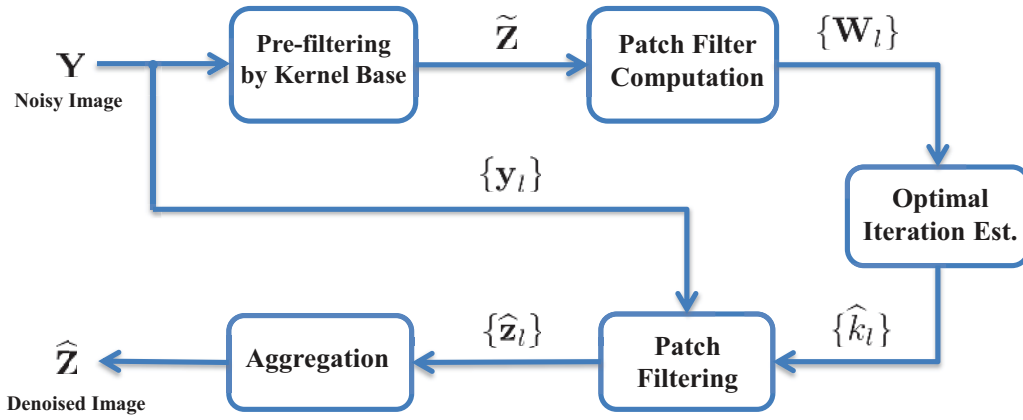 Y
Noisy Image
Pre-filtering
by Kernel Base
Z̃
Patch Filter
Computation
{W_l}
{y_l}
Optimal
Iteration Est.
Ẑ
Denoised Image
Aggregation
{ẑ_l}
Patch
Filtering
{k̂_l}